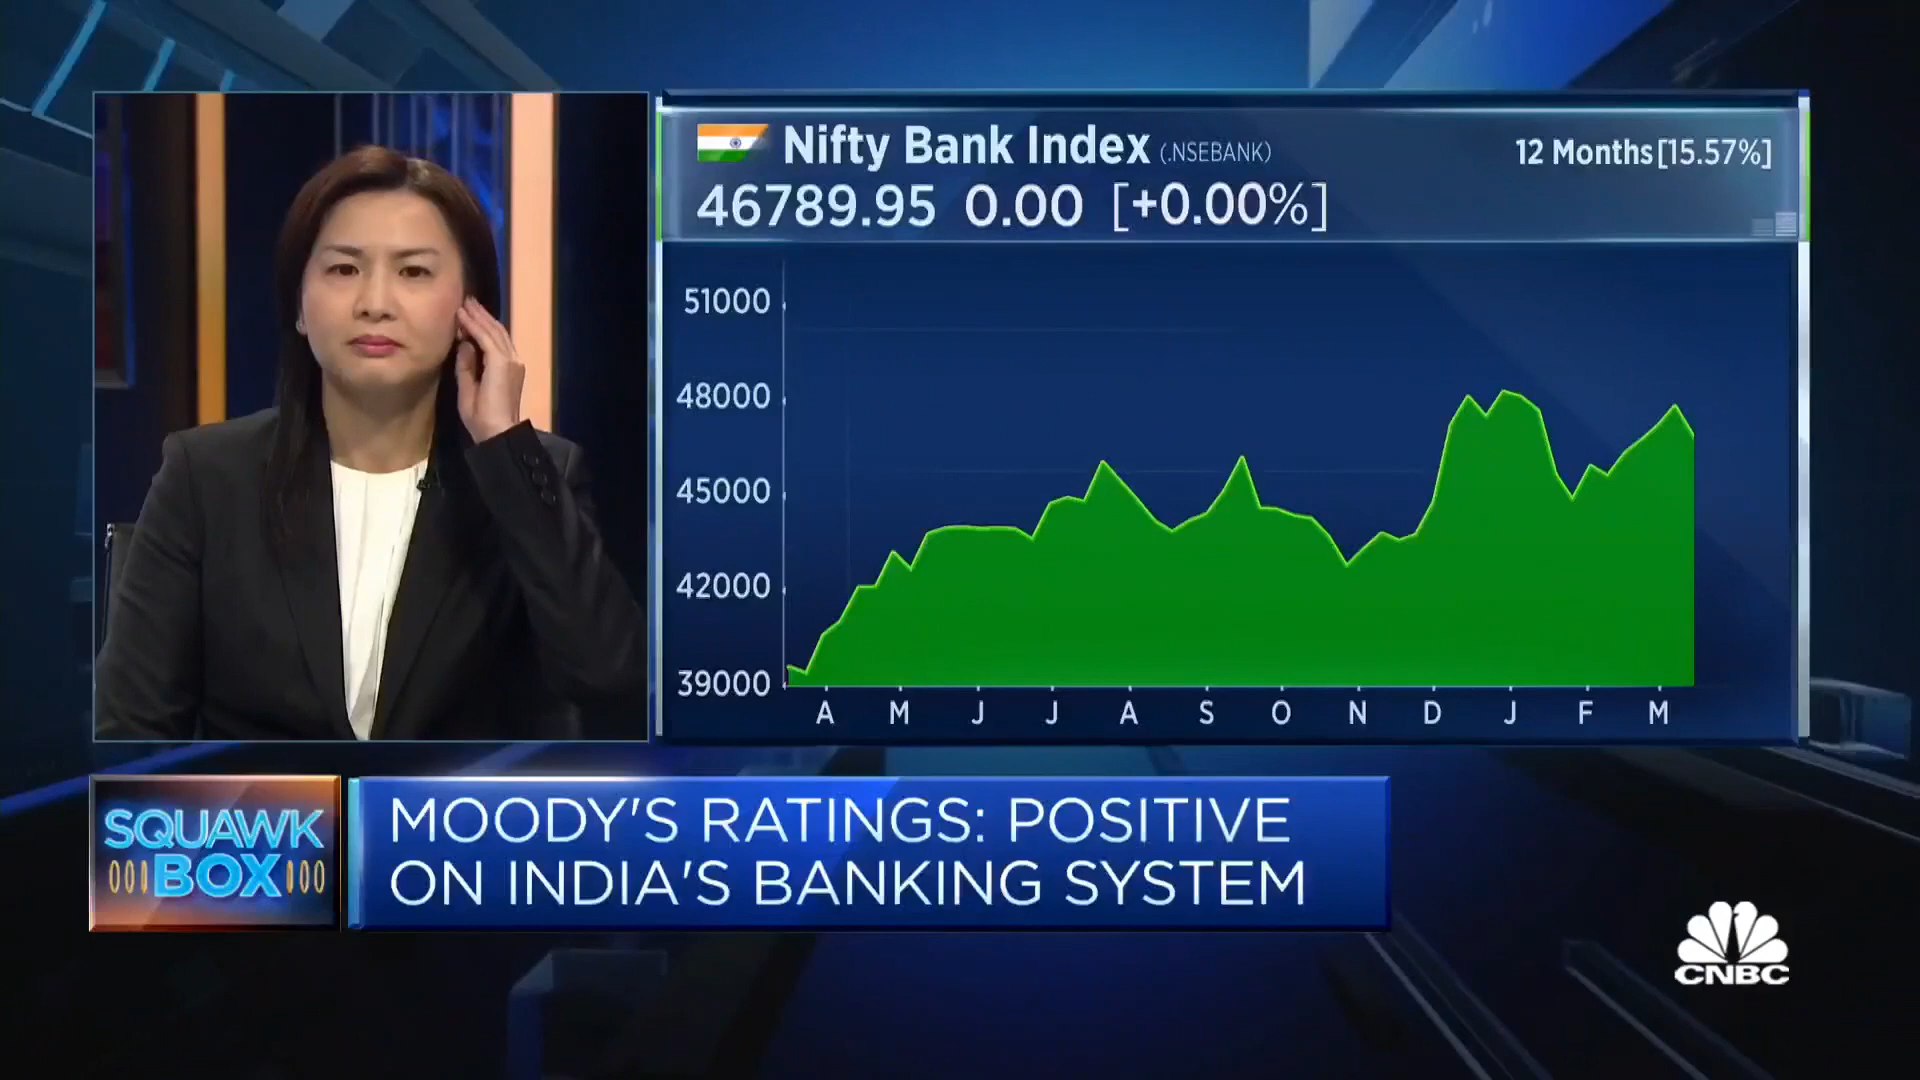 Nifty Bank Index (.NSEBANK)
12 Months[15.57%]
46789.95 0.00 [+0.00%]
51000
48000
45000
42000
39000
A M J J A S O N D J F M
SQUAWK
BOX
MOODY'S RATINGS: POSITIVE
ON INDIA'S BANKING SYSTEM
CNBC